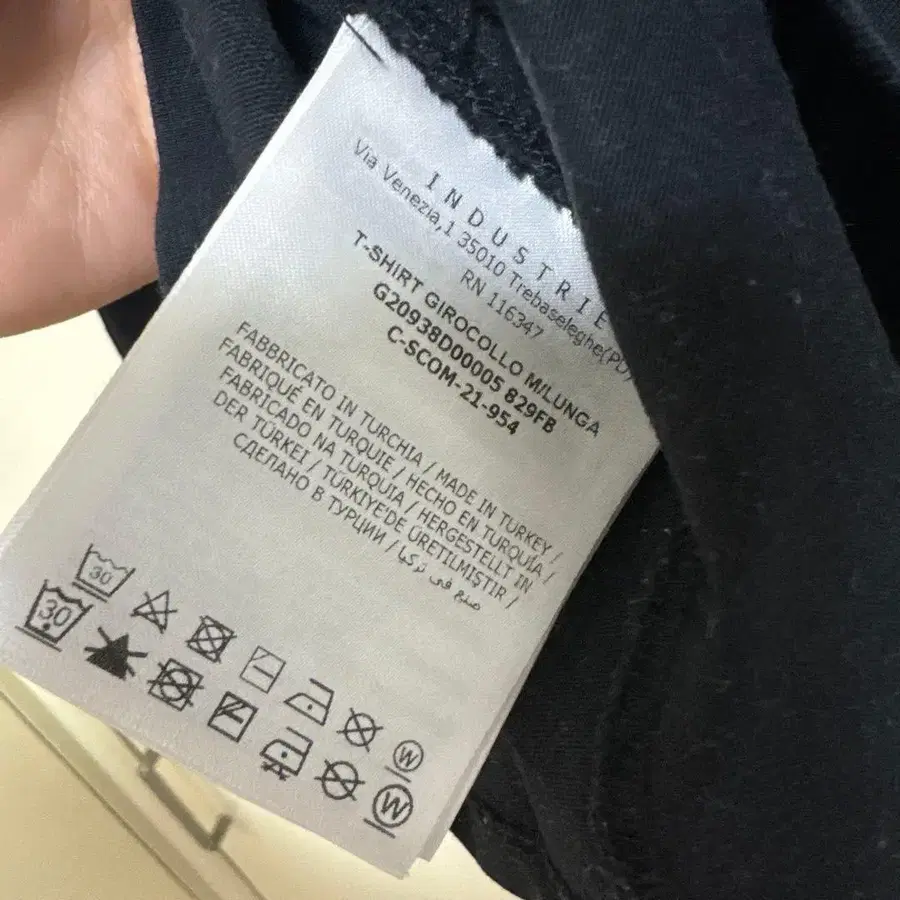 INDUSTRIE
Via Venezia,1 35010 Trebaseleghe(PD)
RN 116347
T-SHIRT GIROCOLLO M/LUNGA
G20938D00005 829FB
C-SCOM-21-954
FABBRICATO IN TURCHIA / MADE IN TURKEY /
FABRIQUÉ EN TURQUIE / HECHO EN TURQUÍA /
FABRICADO NA TURQUIA / HERGESTELLT IN
DER TÜRKEI / TÜRKIYE'DE ÜRETILMIŞTIR /
СДЕЛАНО В ТУРЦИИ / صنع في تركيا
30
W
30
W